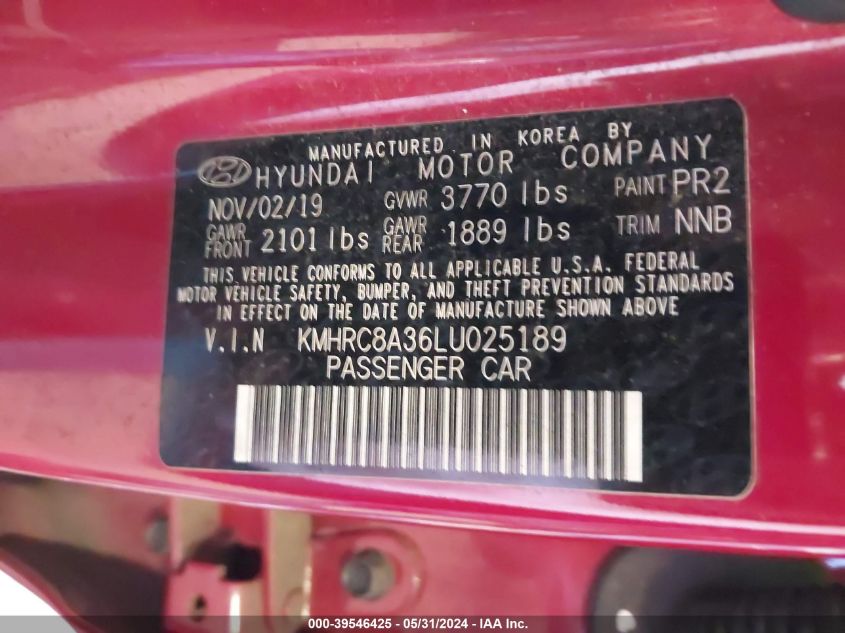 MANUFACTURED IN KOREA BY
HYUNDAI MOTOR COMPANY
NOV/02/19 GVWR 3770 lbs PAINT PR2
GAWR FRONT 2101 lbs GAWR REAR 1889 lbs TRIM NNB
THIS VEHICLE CONFORMS TO ALL APPLICABLE U.S.A. FEDERAL
MOTOR VEHICLE SAFETY, BUMPER, AND THEFT PREVENTION STANDARDS
IN EFFECT ON THE DATE OF MANUFACTURE SHOWN ABOVE
V.I.N KMHRC8A36LU025189
PASSENGER CAR
000-39546425 - 05/31/2024 - IAA Inc.